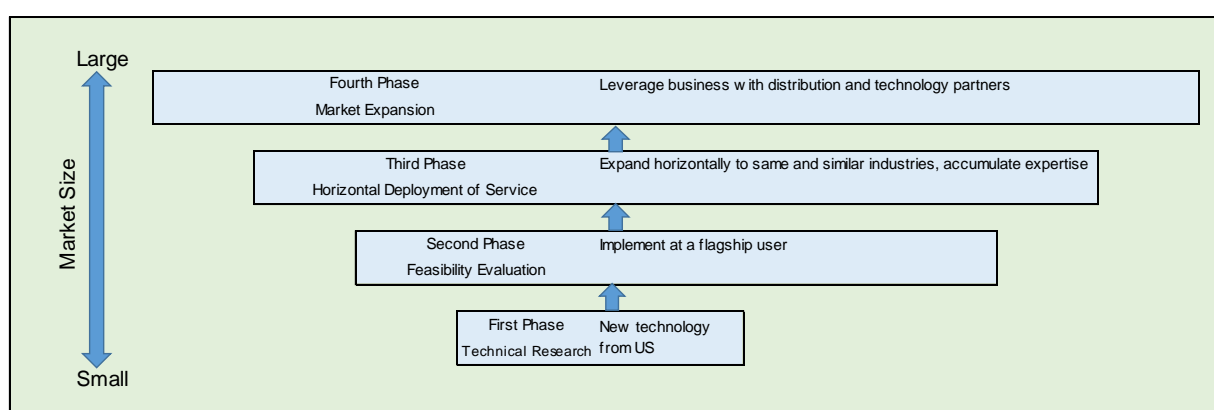 Large
Fourth Phase
Market Expansion
Leverage business with distribution and technology partners
Third Phase
Horizontal Deployment of Service
Expand horizontally to same and similar industries, accumulate expertise
Market Size
Second Phase
Feasibility Evaluation
Implement at a flagship user
First Phase
Technical Research
New technology
from US
Small